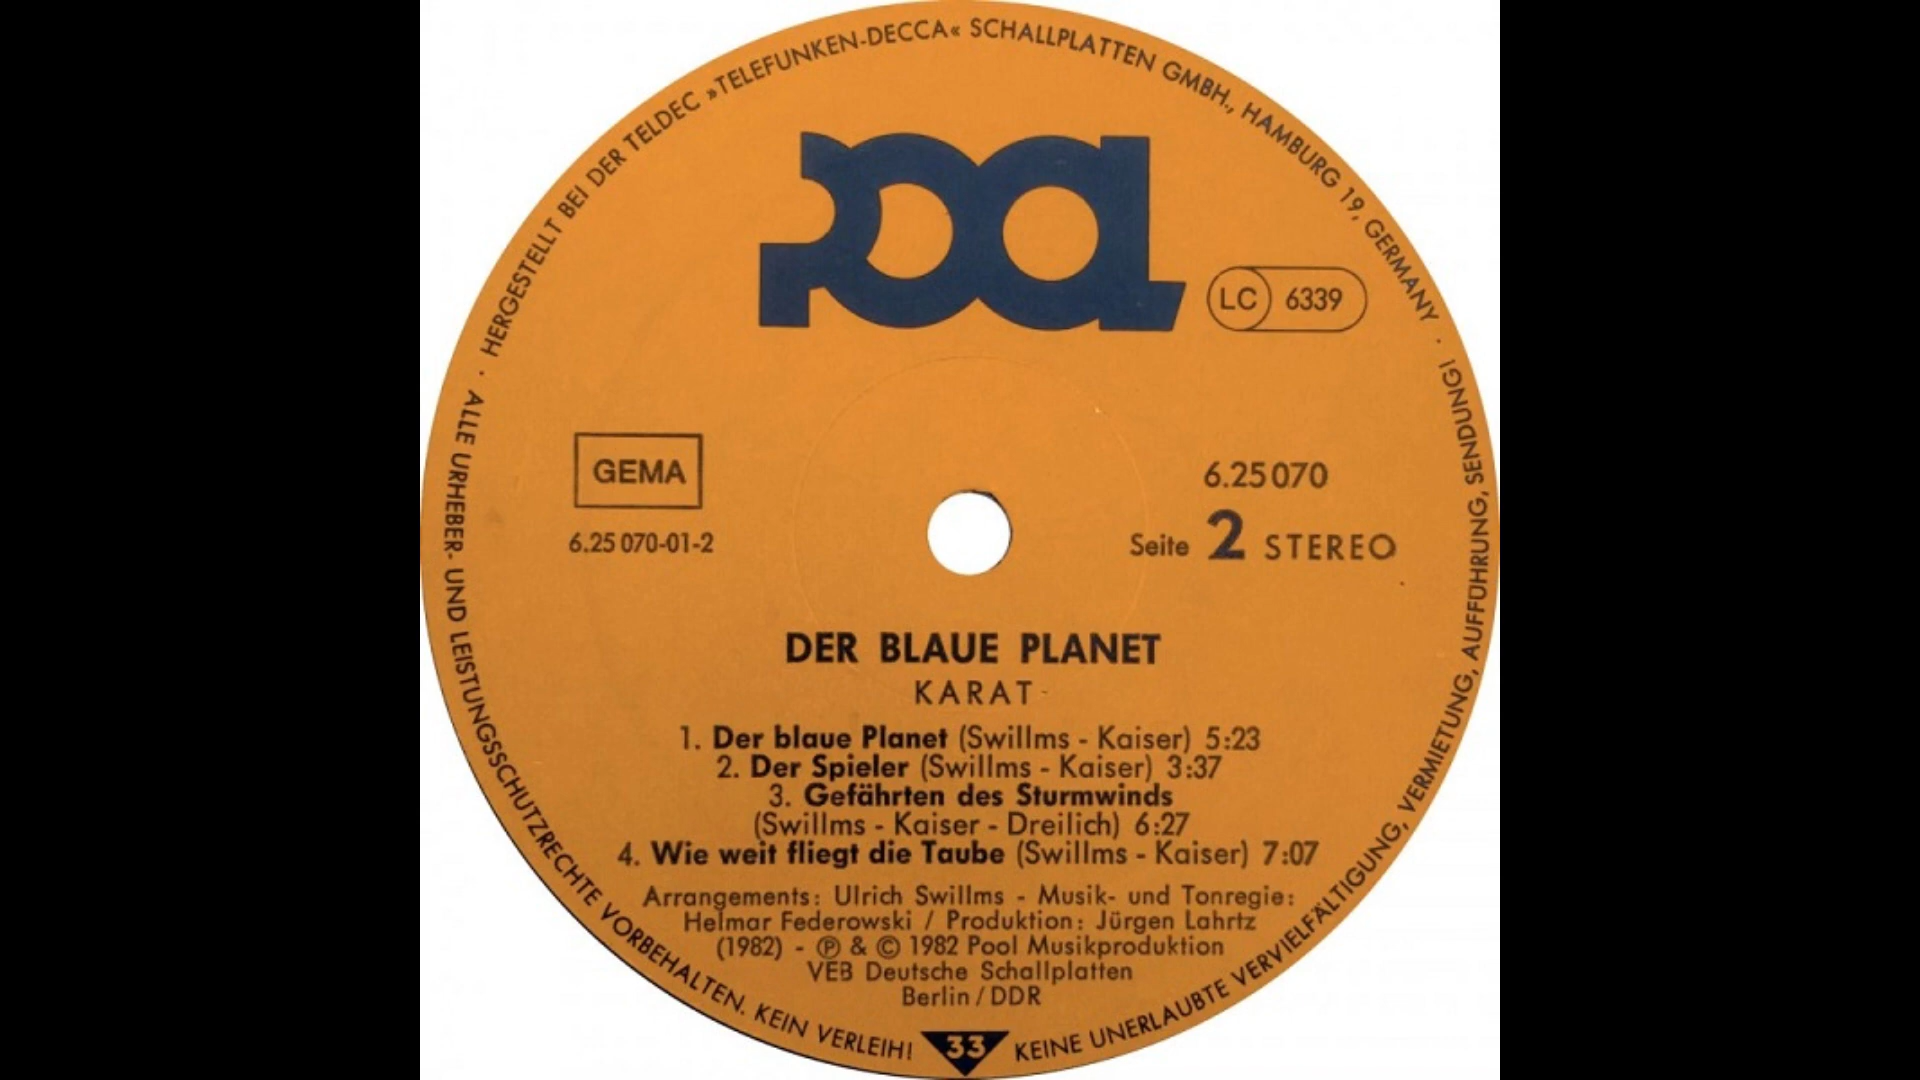 HERGESTELLT BEI DER TELDEC »TELEFUNKEN-DECCA« SCHALLPLATTEN GMBH., HAMBURG 19, GERMANY ·
pool
LC 6339
GEMA
6.25 070-01-2
6.25 070
Seite 2 STEREO
DER BLAUE PLANET
KARAT
1. Der blaue Planet (Swillms - Kaiser) 5:23
2. Der Spieler (Swillms - Kaiser) 3:37
3. Gefährten des Sturmwinds
(Swillms - Kaiser - Dreilich) 6:27
4. Wie weit fliegt die Taube (Swillms - Kaiser) 7:07
Arrangements: Ulrich Swillms - Musik- und Tonregie:
Helmar Federowski / Produktion: Jürgen Lahrtz
(1982) - ℗ & © 1982 Pool Musikproduktion
VEB Deutsche Schallplatten
Berlin / DDR
33
· ALLE URHEBER- UND LEISTUNGSSCHUTZRECHTE VORBEHALTEN. KEIN VERLEIH! KEINE UNERLAUBTE VERVIELFÄLTIGUNG, VERMIETUNG, AUFFÜHRUNG, SENDUNG!